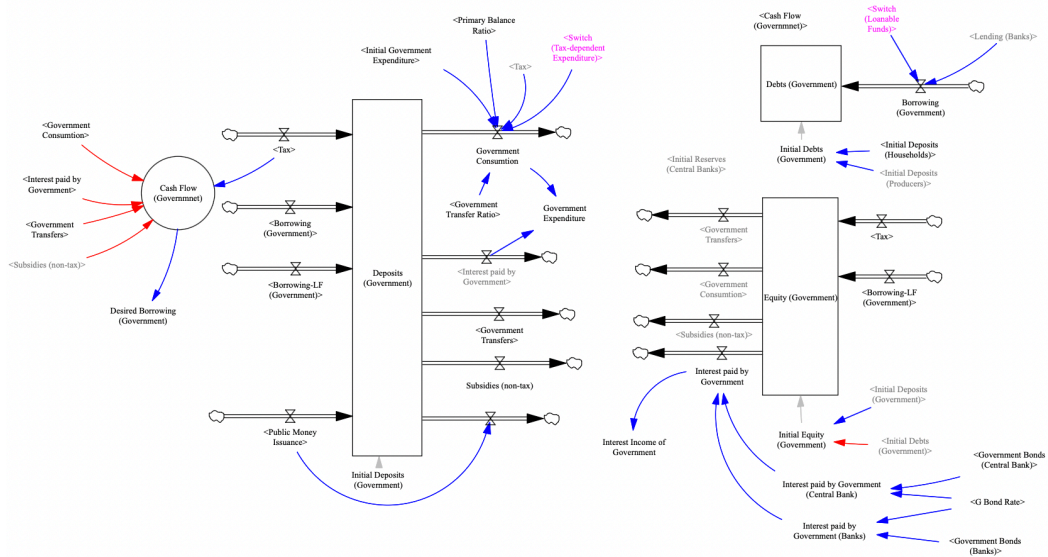 <Government
Consumtion>
<Interest paid by
Government>
<Government
Transfers>
<Subsidies (non-tax)>
Cash Flow
(Governmnet)
Desired Borrowing
(Government)
<Tax>
<Borrowing
(Government)>
<Borrowing-LF
(Government)>
<Public Money
Issuance>
Deposits
(Government)
Initial Deposits
(Government)
<Initial Government
Expenditure>
<Primary Balance
Ratio>
<Tax>
<Switch
(Tax-dependent
Expenditure)>
Government
Consumtion
<Government
Transfer Ratio>
Government
Expenditure
<Interest paid by
Government>
<Government
Transfers>
Subsidies (non-tax)
<Cash Flow
(Governmnet)>
<Switch
(Loanable
Funds)>
<Lending (Banks)>
Debts (Government)
Borrowing
(Government)
Initial Debts
(Government)
<Initial Deposits
(Households)>
<Initial Deposits
(Producers)>
<Initial Reserves
(Central Banks)>
<Government
Transfers>
<Government
Consumtion>
<Subsidies (non-tax)>
Interest paid by
Government
Equity (Government)
<Tax>
<Borrowing-LF
(Government)>
Interest Income of
Government
Initial Equity
(Government)
<Initial Deposits
(Government)>
<Initial Debts
(Government)>
Interest paid by Government
(Central Bank)
<Government Bonds
(Central Bank)>
<G Bond Rate>
Interest paid by
Government (Banks)
<Government Bonds
(Banks)>